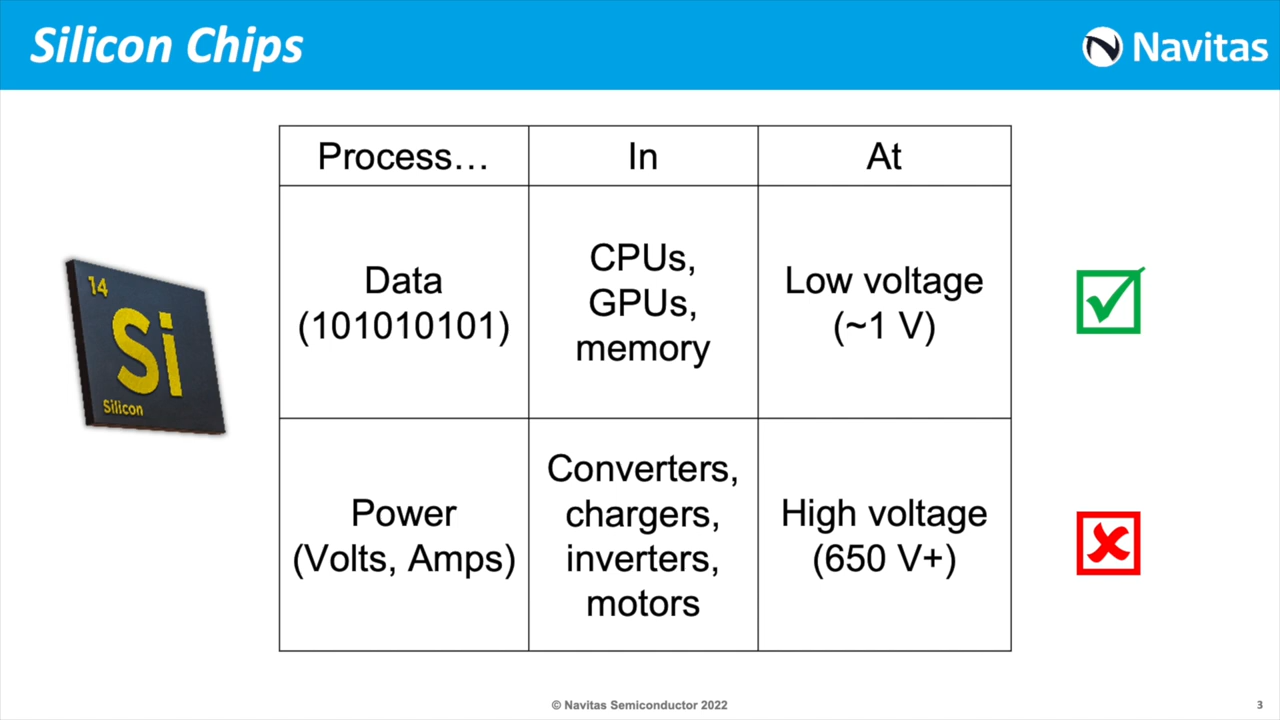 Silicon Chips
Navitas
Process…
In
At
Data
(101010101)
CPUs,
GPUs,
memory
Low voltage
(~1 V)
14
Si
Silicon
Power
(Volts, Amps)
Converters,
chargers,
inverters,
motors
High voltage
(650 V+)
© Navitas Semiconductor 2022
3